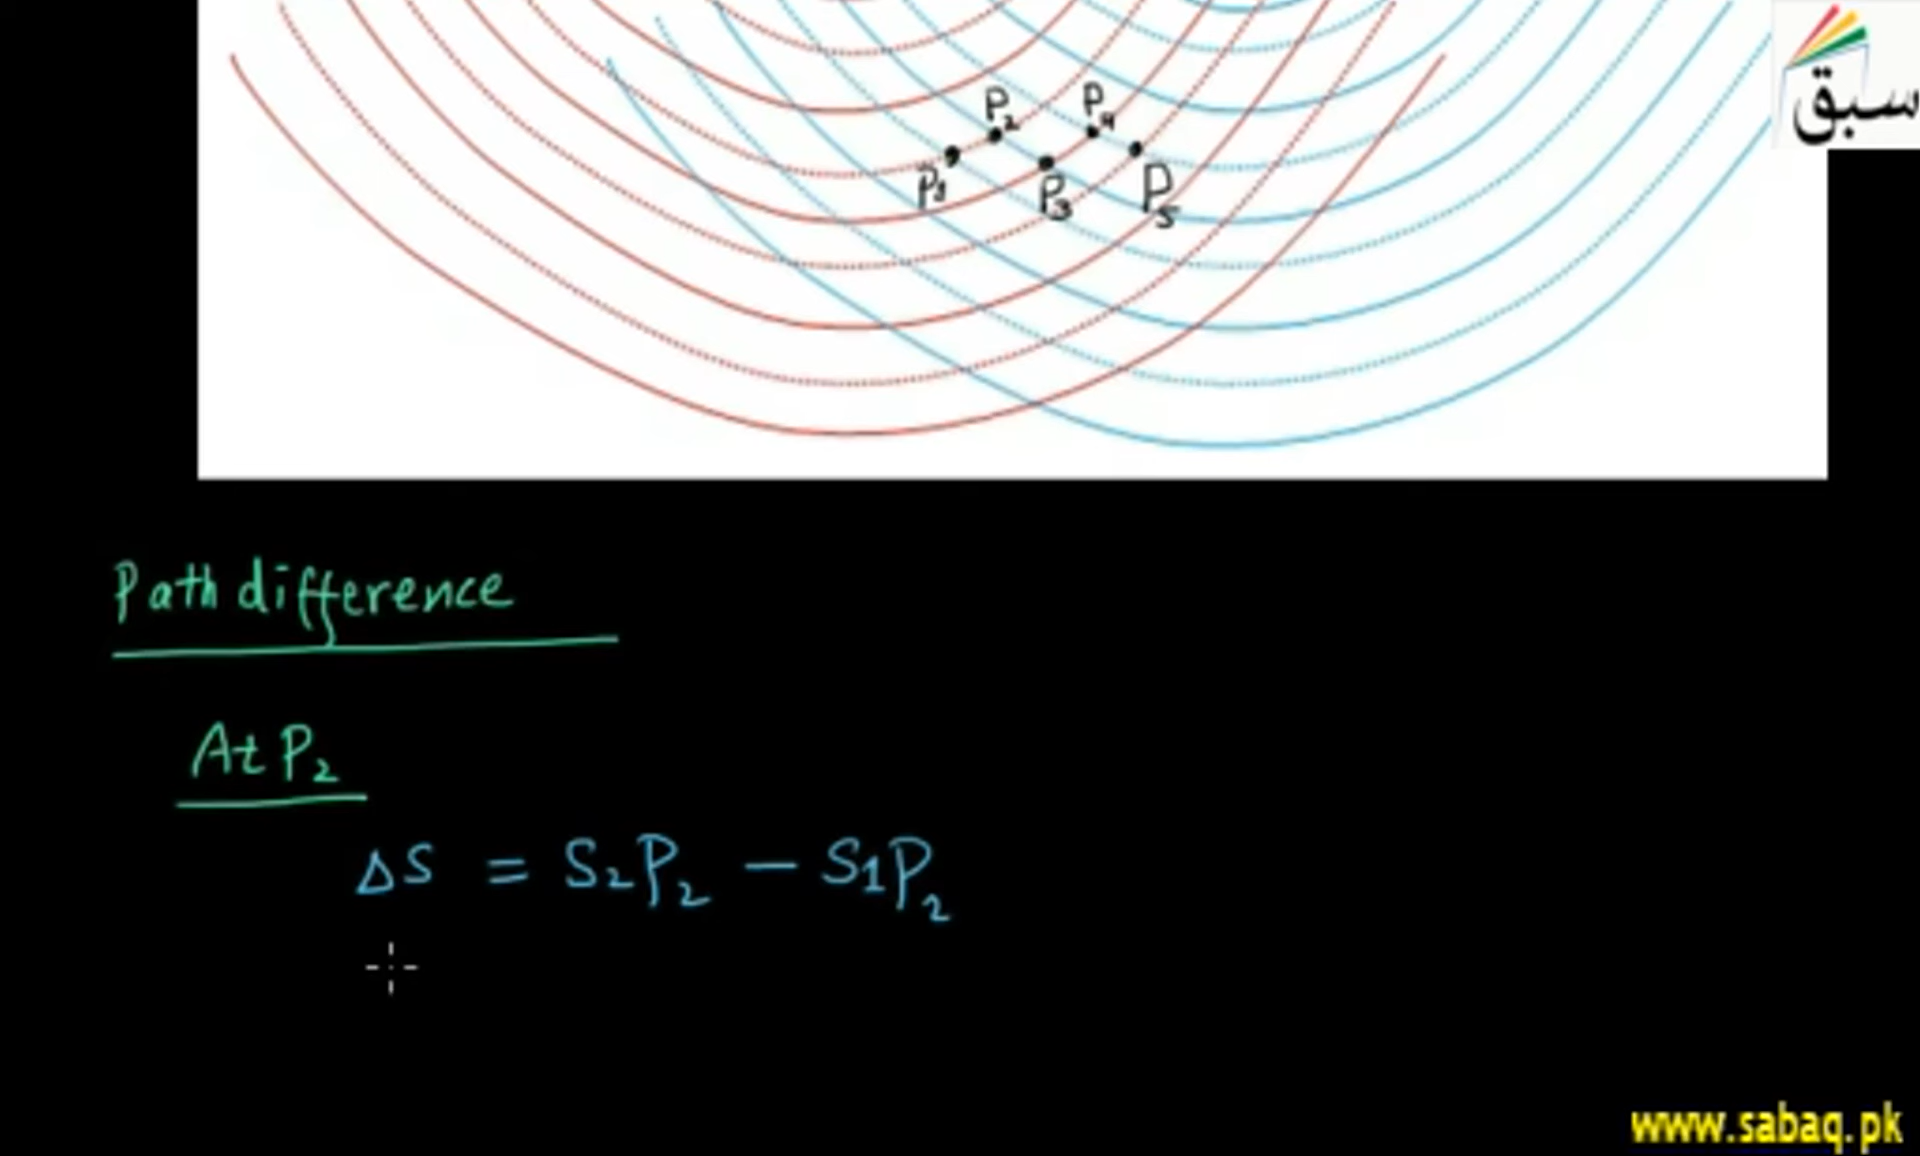 سبق
P₂ P₄
P₁ P₃ P₅
Path difference
At P₂
ΔS = S₂P₂ – S₁P₂
www.sabaq.pk